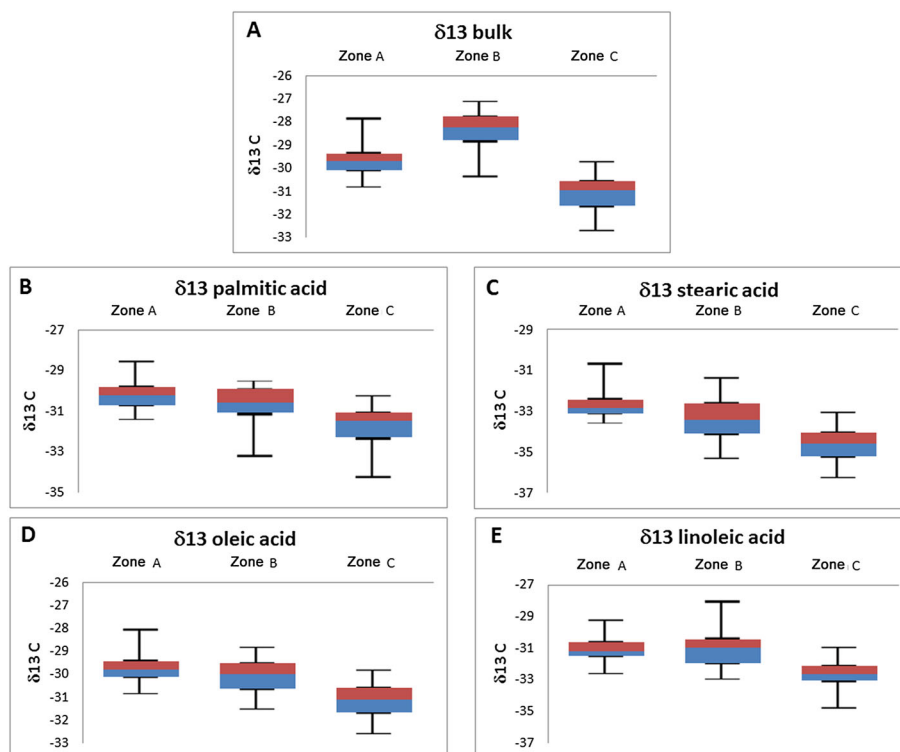 A
δ13 bulk
Zone A Zone B Zone C
δ13 C
-26
-27
-28
-29
-30
-31
-32
-33
B
δ13 palmitic acid
Zone A Zone B Zone C
δ13 C
-27
-29
-31
-33
-35
C
δ13 stearic acid
Zone A Zone B Zone C
δ13 C
-29
-31
-33
-35
-37
D
δ13 oleic acid
Zone A Zone B Zone C
δ13 C
-26
-27
-28
-29
-30
-31
-32
-33
E
δ13 linoleic acid
Zone A Zone B Zone C
δ13 C
-27
-29
-31
-33
-35
-37